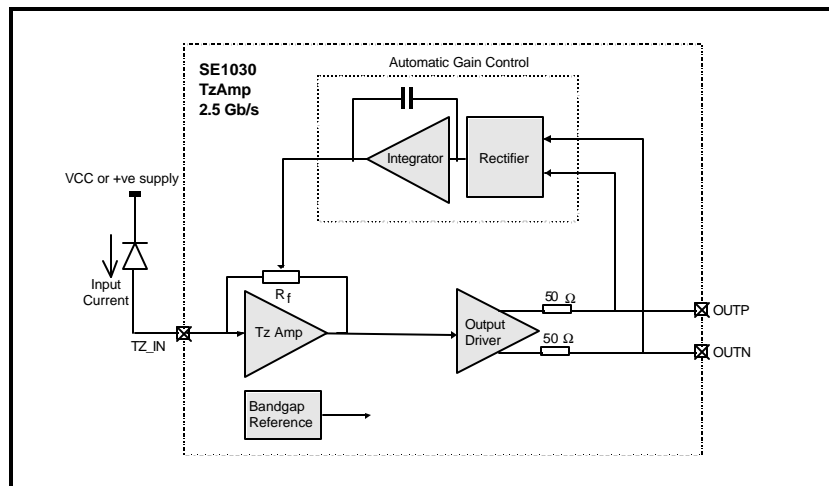 SE1030
TzAmp
2.5 Gb/s
Automatic Gain Control
Integrator
Rectifier
VCC or +ve supply
Input
Current
TZ_IN
Rf
Tz Amp
Output
Driver
50 Ω
50 Ω
OUTP
OUTN
Bandgap
Reference